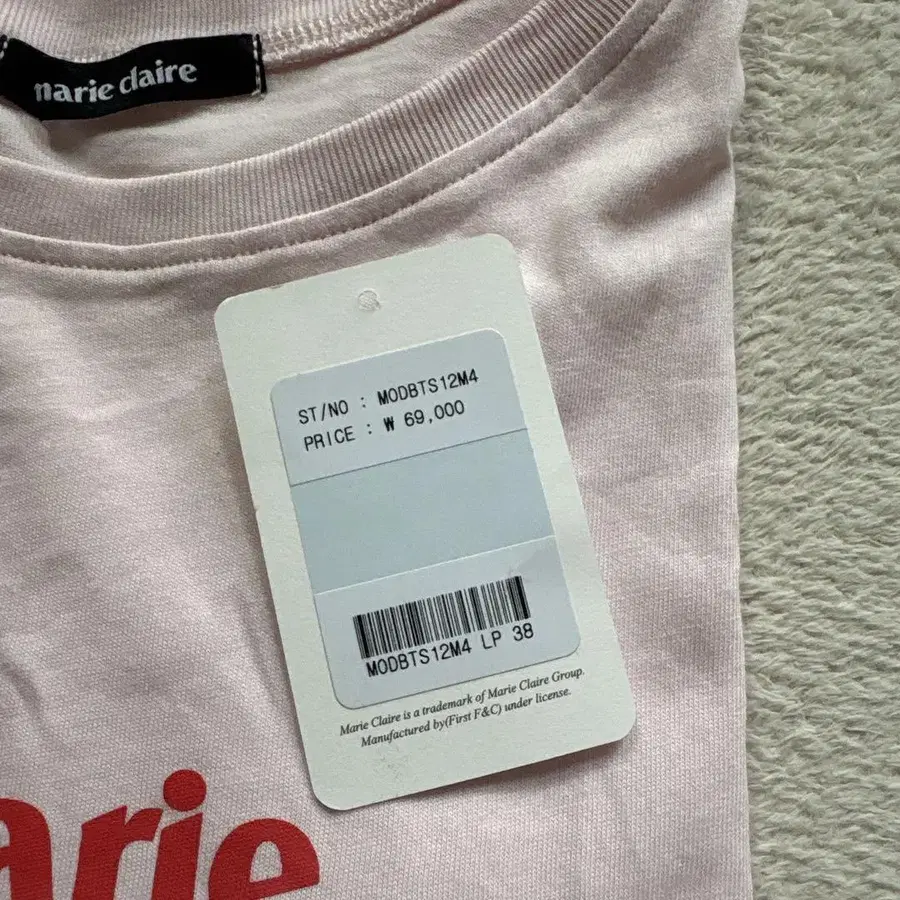 marie claire
ST/NO : MODBTS12M4
PRICE : ₩ 69,000
MODBTS12M4 LP 38
Marie Claire is a trademark of Marie Claire Group.
Manufactured by(First F&C) under license.
arie